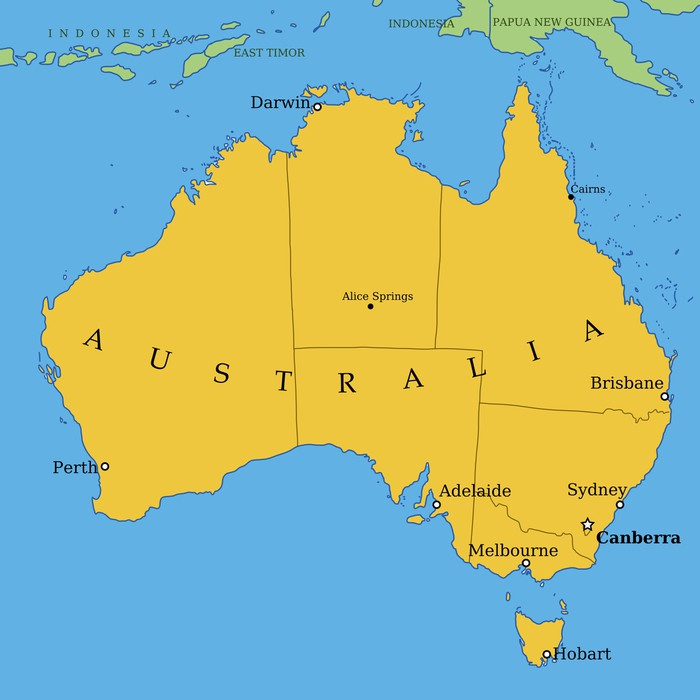 INDONESIA
PAPUA NEW GUINEA
INDONESIA
EAST TIMOR
Darwin
Cairns
Alice Springs
AUSTRALIA
Brisbane
Perth
Adelaide
Sydney
Canberra
Melbourne
Hobart